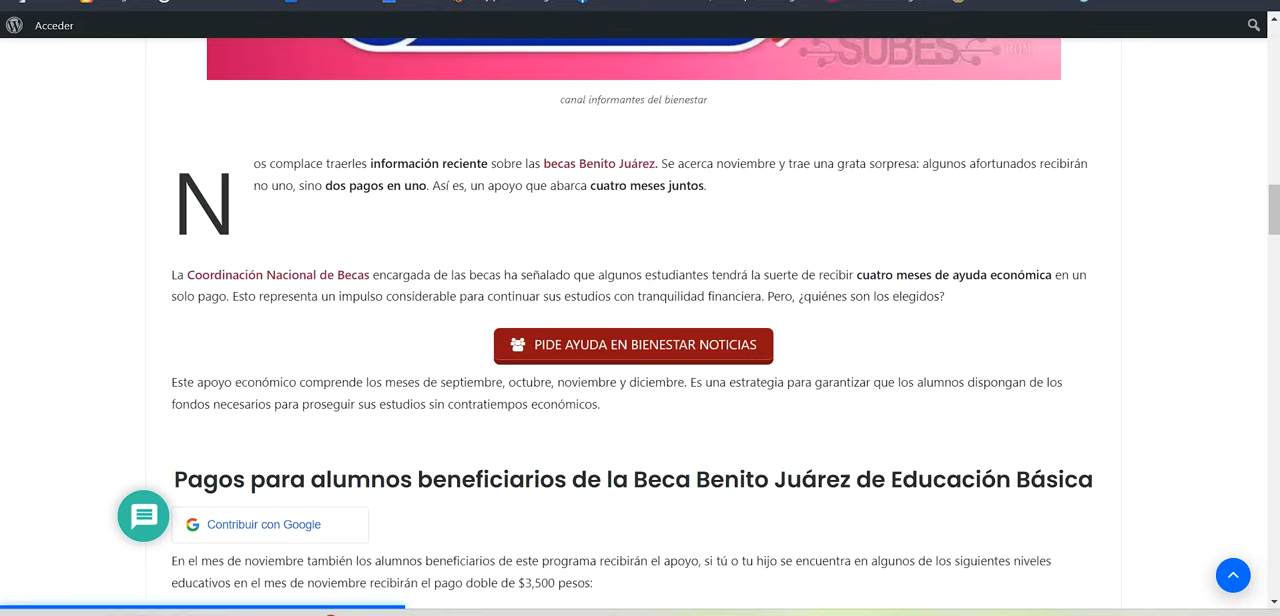 Acceder
SUBES
canal informantes del bienestar
Nos complace traerles información reciente sobre las becas Benito Juárez. Se acerca noviembre y trae una grata sorpresa: algunos afortunados recibirán
no uno, sino dos pagos en uno. Así es, un apoyo que abarca cuatro meses juntos.
La Coordinación Nacional de Becas encargada de las becas ha señalado que algunos estudiantes tendrá la suerte de recibir cuatro meses de ayuda económica en un
solo pago. Esto representa un impulso considerable para continuar sus estudios con tranquilidad financiera. Pero, ¿quiénes son los elegidos?
PIDE AYUDA EN BIENESTAR NOTICIAS
Este apoyo económico comprende los meses de septiembre, octubre, noviembre y diciembre. Es una estrategia para garantizar que los alumnos dispongan de los
fondos necesarios para proseguir sus estudios sin contratiempos económicos.
Pagos para alumnos beneficiarios de la Beca Benito Juárez de Educación Básica
Contribuir con Google
En el mes de noviembre también los alumnos beneficiarios de este programa recibirán el apoyo, si tú o tu hijo se encuentra en algunos de los siguientes niveles
educativos en el mes de noviembre recibirán el pago doble de $3,500 pesos: